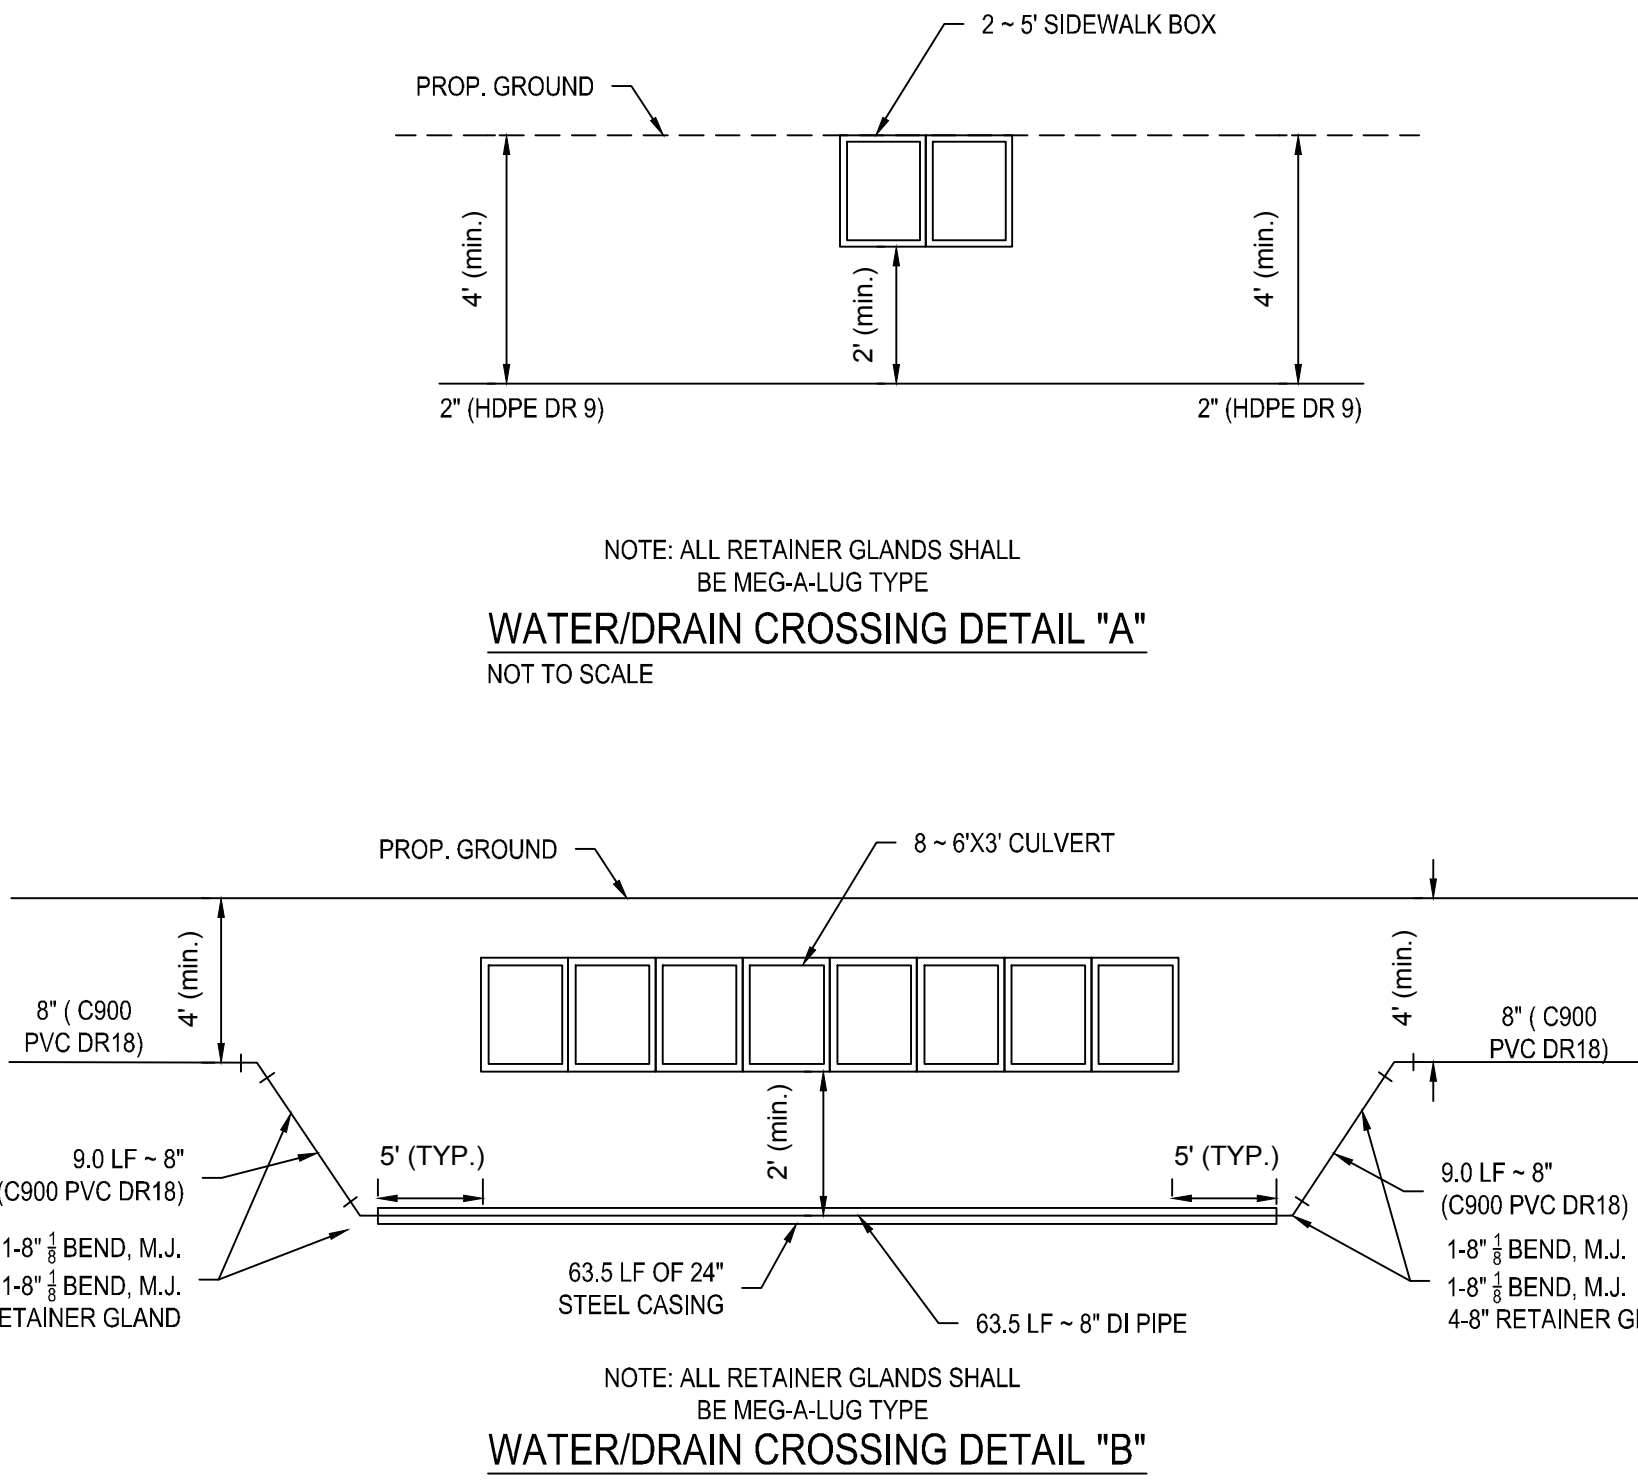 2 ~ 5' SIDEWALK BOX
PROP. GROUND
4' (min.)
2' (min.)
4' (min.)
2" (HDPE DR 9)
2" (HDPE DR 9)
NOTE: ALL RETAINER GLANDS SHALL
BE MEG-A-LUG TYPE
WATER/DRAIN CROSSING DETAIL "A"
NOT TO SCALE
PROP. GROUND
8 ~ 6'X3' CULVERT
4' (min.)
4' (min.)
8" ( C900
PVC DR18)
8" ( C900
PVC DR18)
2' (min.)
5' (TYP.)
5' (TYP.)
9.0 LF ~ 8"
(C900 PVC DR18)
1-8" 1/8 BEND, M.J.
1-8" 1/8 BEND, M.J.
GLAND
9.0 LF ~ 8"
(C900 PVC DR18)
1-8" 1/8 BEND, M.J.
1-8" 1/8 BEND, M.J.
4-8" RETAINER
63.5 LF OF 24"
STEEL CASING
63.5 LF ~ 8" DI PIPE
NOTE: ALL RETAINER GLANDS SHALL
BE MEG-A-LUG TYPE
WATER/DRAIN CROSSING DETAIL "B"